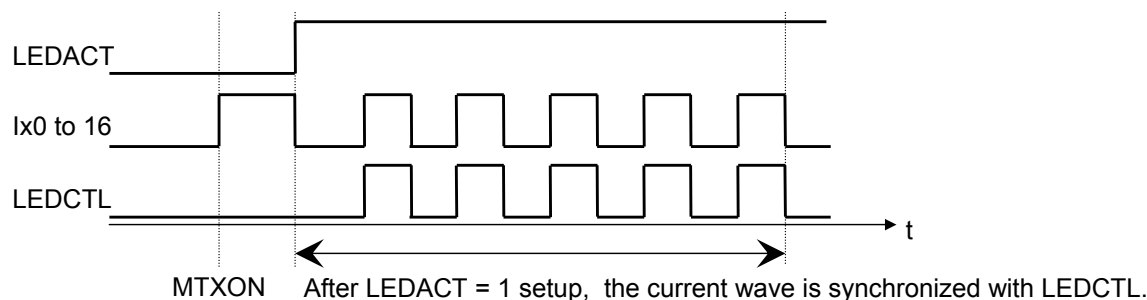 LEDACT
Ix0 to 16
LEDCTL
t
MTXON
After LEDACT = 1 setup, the current wave is synchronized with LEDCTL.